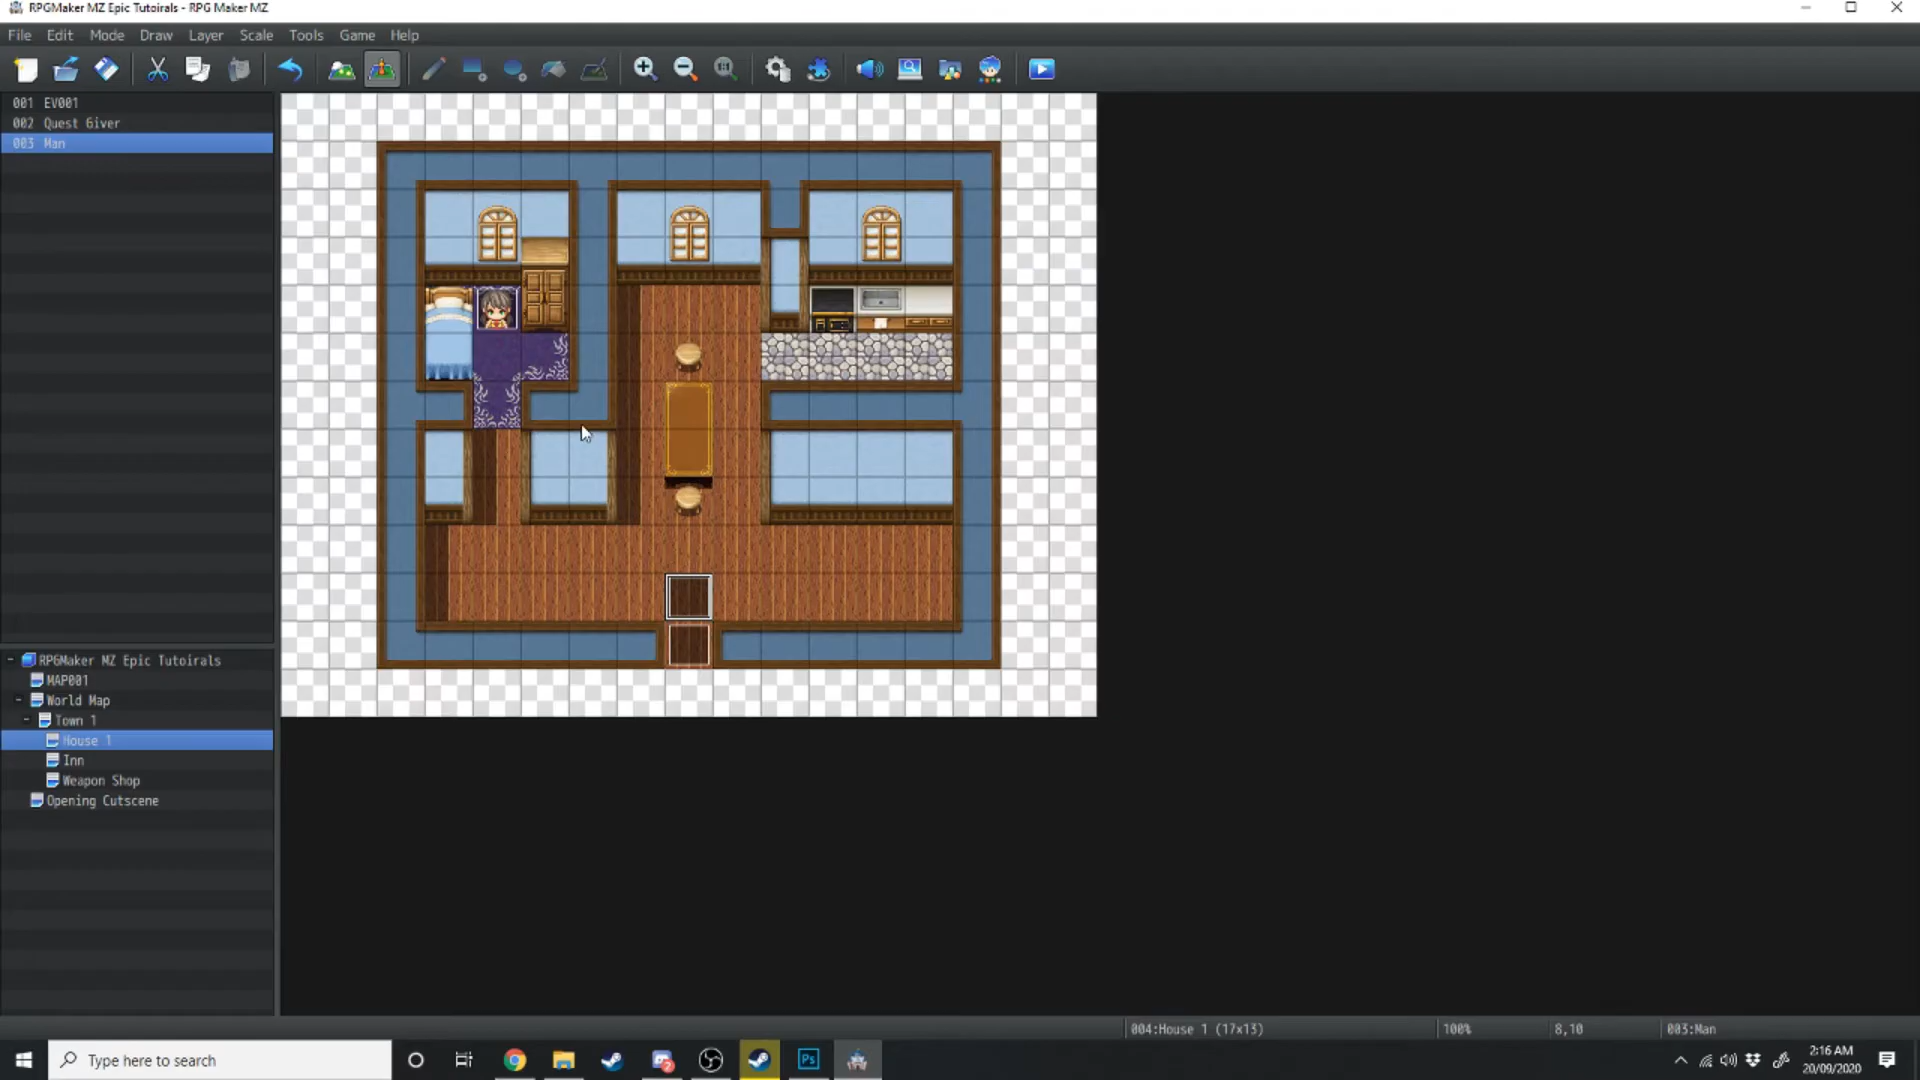 RPGMaker MZ Epic Tutoirals - RPG Maker MZ
File Edit Mode Draw Layer Scale Tools Game Help
001 EV001
002 Quest Giver
003 Man
RPGMaker MZ Epic Tutoirals
MAP001
World Map
Town 1
House 1
Inn
Weapon Shop
Opening Cutscene
004:House 1 (17x13) 100% 8,10 003:Man
Type here to search
Ps
2:16 AM
20/09/2020